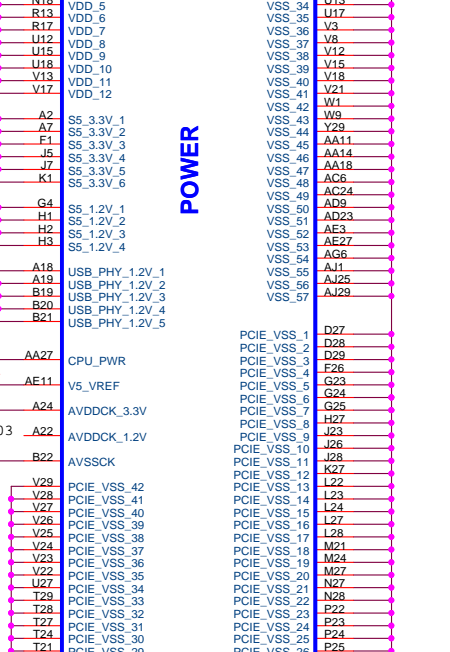 N18 VDD_5
R13 VDD_6
R17 VDD_7
U12 VDD_8
U15 VDD_9
U18 VDD_10
V13 VDD_11
V17 VDD_12
A2 S5_3.3V_1
A7 S5_3.3V_2
F1 S5_3.3V_3
J5 S5_3.3V_4
J7 S5_3.3V_5
K1 S5_3.3V_6
G4 S5_1.2V_1
H1 S5_1.2V_2
H2 S5_1.2V_3
H3 S5_1.2V_4
A18 USB_PHY_1.2V_1
A19 USB_PHY_1.2V_2
B19 USB_PHY_1.2V_3
B20 USB_PHY_1.2V_4
B21 USB_PHY_1.2V_5
AA27 CPU_PWR
AE11 V5_VREF
A24 AVDDCK_3.3V
03 A22 AVDDCK_1.2V
B22 AVSSCK
V29 PCIE_VSS_42
V28 PCIE_VSS_41
V27 PCIE_VSS_40
V26 PCIE_VSS_39
V25 PCIE_VSS_38
V24 PCIE_VSS_37
V23 PCIE_VSS_36
V22 PCIE_VSS_35
U27 PCIE_VSS_34
T29 PCIE_VSS_33
T28 PCIE_VSS_32
T27 PCIE_VSS_31
T24 PCIE_VSS_30
T21 PCIE_VSS_29
POWER
VSS_34 U13
VSS_35 U17
VSS_36 V3
VSS_37 V8
VSS_38 V12
VSS_39 V15
VSS_40 V18
VSS_41 V21
VSS_42 W1
VSS_43 W9
VSS_44 Y29
VSS_45 AA11
VSS_46 AA14
VSS_47 AA18
VSS_48 AC6
VSS_49 AC24
VSS_50 AD9
VSS_51 AD23
VSS_52 AE3
VSS_53 AE27
VSS_54 AG6
VSS_55 AJ1
VSS_56 AJ25
VSS_57 AJ29
PCIE_VSS_1 D27
PCIE_VSS_2 D28
PCIE_VSS_3 D29
PCIE_VSS_4 F26
PCIE_VSS_5 G23
PCIE_VSS_6 G24
PCIE_VSS_7 G25
PCIE_VSS_8 H27
PCIE_VSS_9 J23
PCIE_VSS_10 J26
PCIE_VSS_11 J28
PCIE_VSS_12 K27
PCIE_VSS_13 L22
PCIE_VSS_14 L23
PCIE_VSS_15 L24
PCIE_VSS_16 L27
PCIE_VSS_17 L28
PCIE_VSS_18 M21
PCIE_VSS_19 M24
PCIE_VSS_20 M27
PCIE_VSS_21 N27
PCIE_VSS_22 N28
PCIE_VSS_23 P22
PCIE_VSS_24 P23
PCIE_VSS_25 P24
PCIE_VSS_26 P25